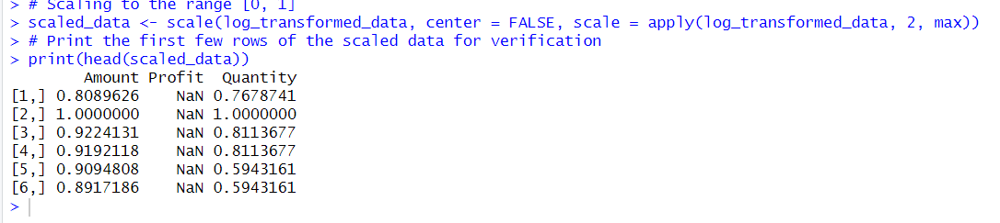 > # Scaling to the range [0, 1]
> scaled_data <- scale(log_transformed_data, center = FALSE, scale = apply(log_transformed_data, 2, max))
> # Print the first few rows of the scaled data for verification
> print(head(scaled_data))
        Amount Profit  Quantity
[1,] 0.8089626    NaN 0.7678741
[2,] 1.0000000    NaN 1.0000000
[3,] 0.9224131    NaN 0.8113677
[4,] 0.9192118    NaN 0.8113677
[5,] 0.9094808    NaN 0.5943161
[6,] 0.8917186    NaN 0.5943161
>